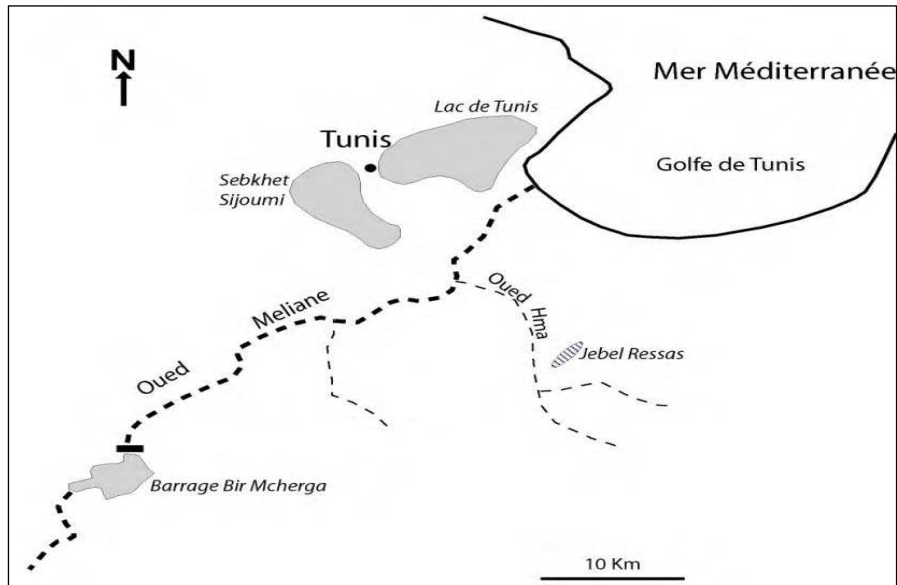 N
Mer Méditerranée
Lac de Tunis
Tunis
Golfe de Tunis
Sebkhet
Sijoumi
Oued Hma
Oued Meliane
Jebel Ressas
Barrage Bir Mcherga
10 Km